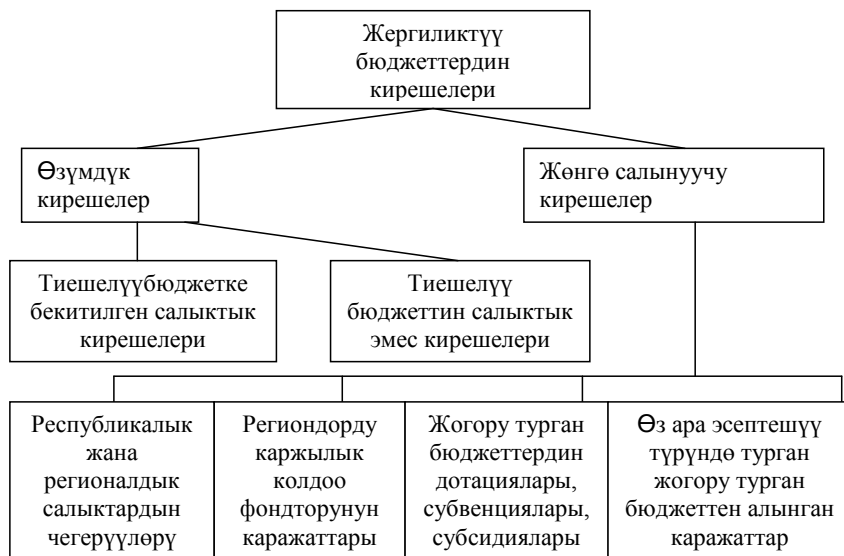 Жергиликтүү
бюджеттердин
кирешелери
Өзүмдүк
кирешелер
Жөнгө салынуучу
кирешелер
Тиешелүүбюджетке
бекитилген салыктык
кирешелери
Тиешелүү
бюджеттин салыктык
эмес кирешелери
Республикалык
жана
регионалдык
салыктардын
чегерүүлөрү
Региондорду
каржылык
колдоо
фондторунун
каражаттары
Жогору турган
бюджеттердин
дотациялары,
субвенциялары,
субсидиялары
Өз ара эсептешүү
түрүндө турган
жогору турган
бюджеттен алынган
каражаттар